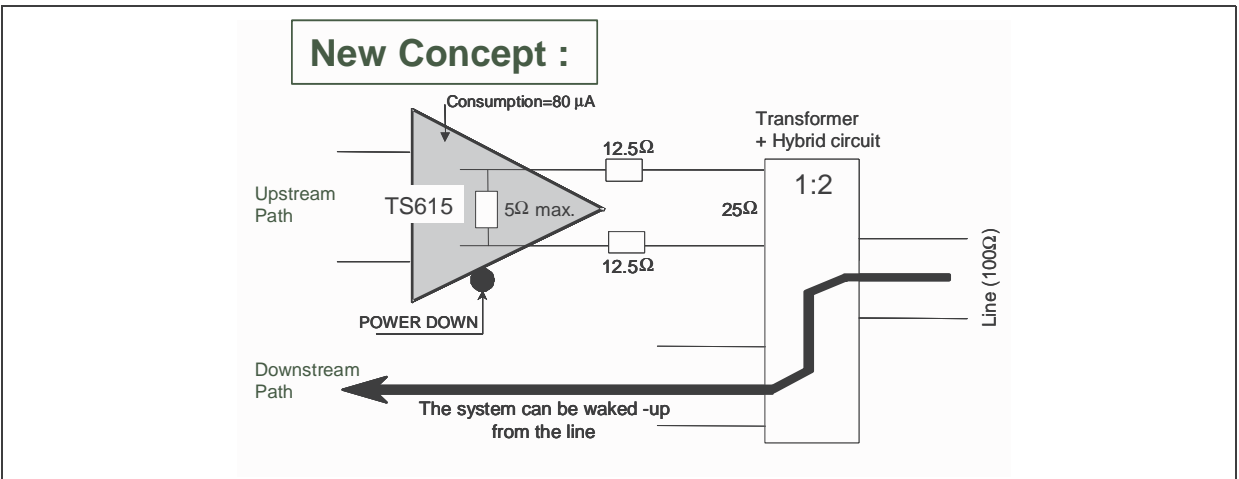 New Concept :
Consumption=80 µA
Transformer
+ Hybrid circuit
12.5Ω
1:2
Upstream
Path
TS615
5Ω max.
25Ω
12.5Ω
Line (100Ω)
POWER DOWN
Downstream
Path
The system can be waked -up
from the line